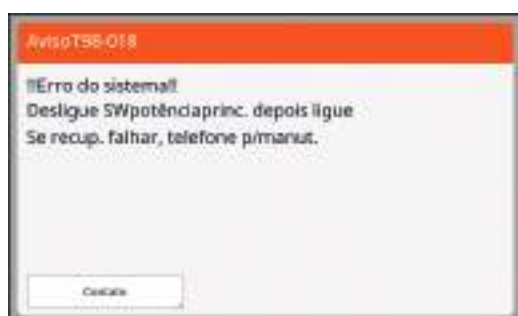 AvisoT98-018
!!Erro do sistema!!
Desligue SWpotênciaprinc. depois ligue
Se recup. falhar, telefone p/manut.
Contato